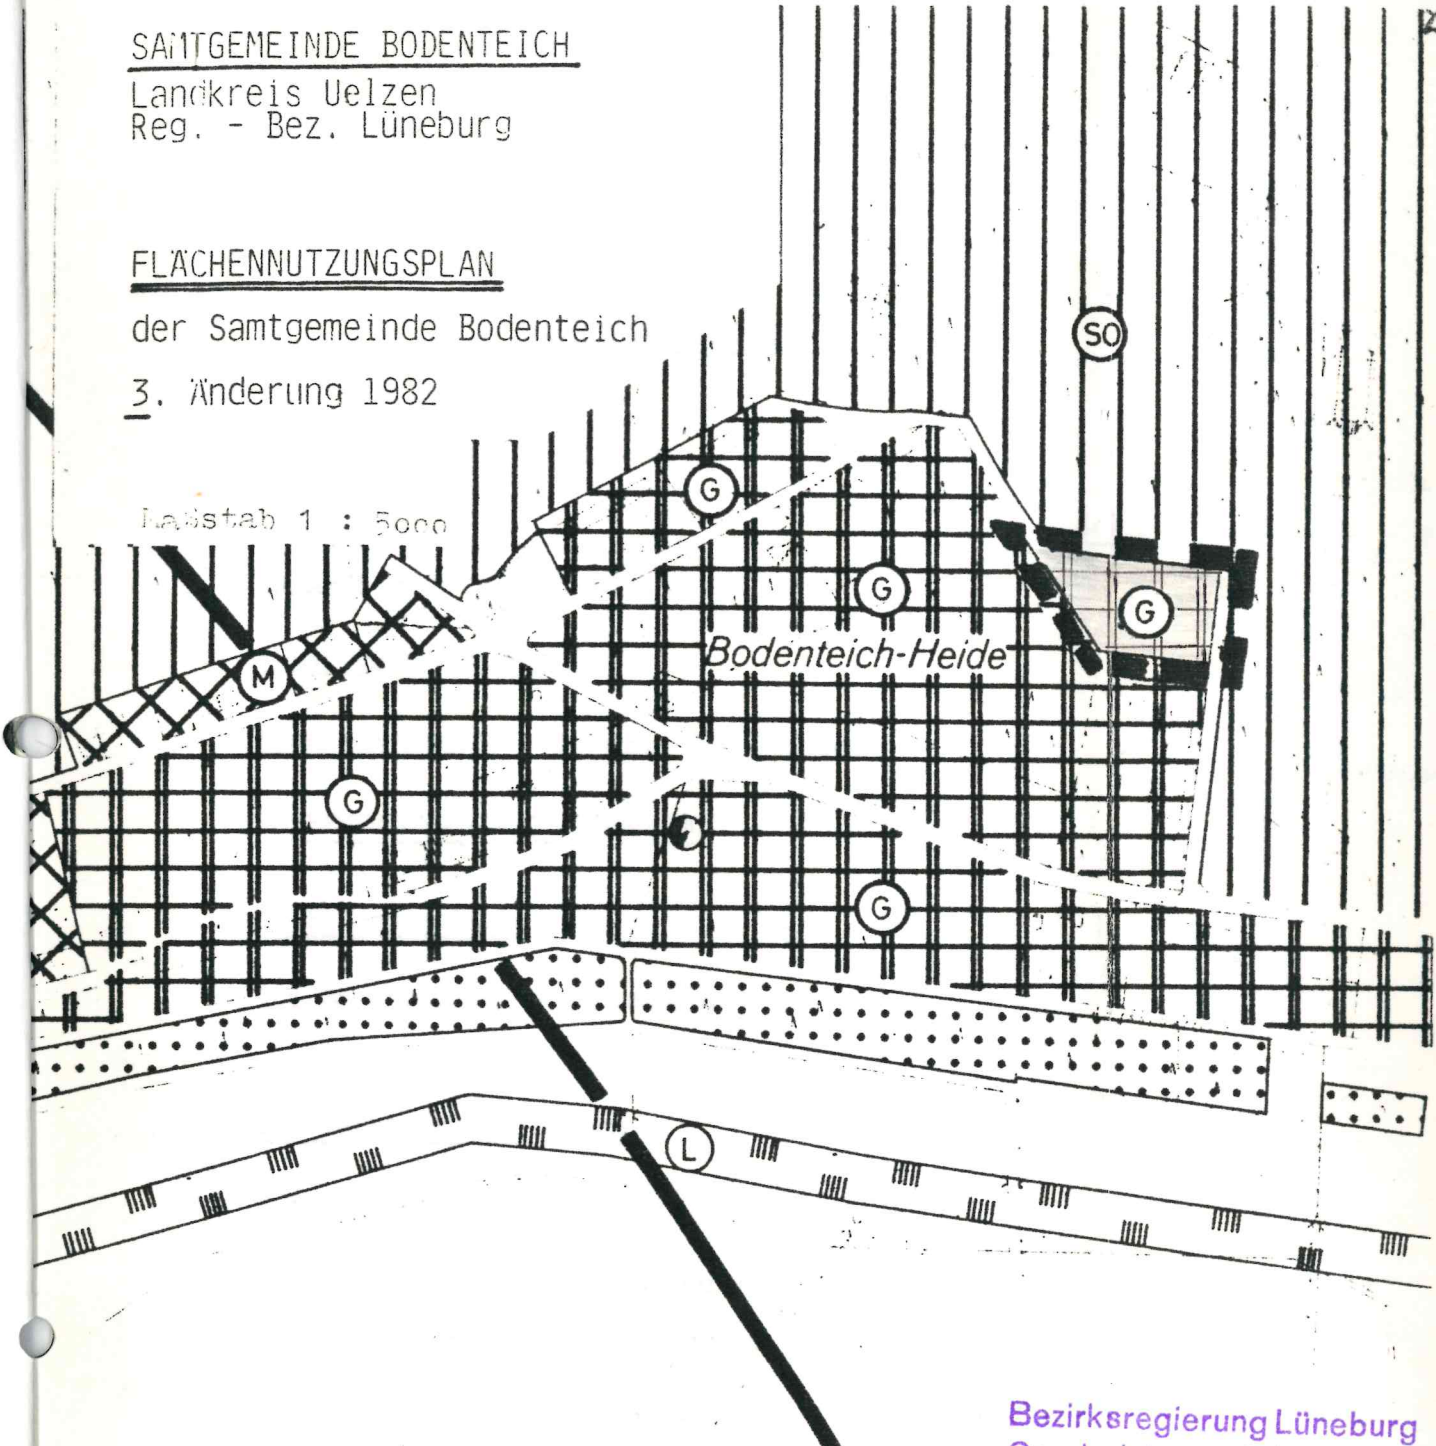 SAMTGEMEINDE BODENTEICH
Landkreis Uelzen
Reg. - Bez. Lüneburg
FLÄCHENNUTZUNGSPLAN
der Samtgemeinde Bodenteich
3. Änderung 1982
Maßstab 1 : 5000
SO
G
G
G
Bodenteich-Heide
M
G
G
L
Bezirksregierung Lüneburg